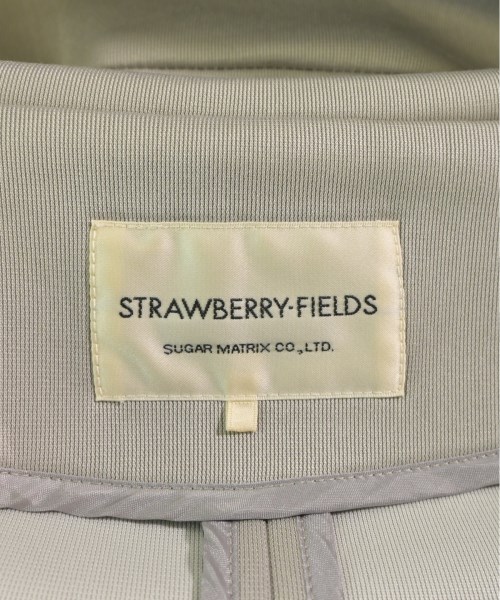 STRAWBERRY·FIELDS
SUGAR MATRIX CO.,LTD.